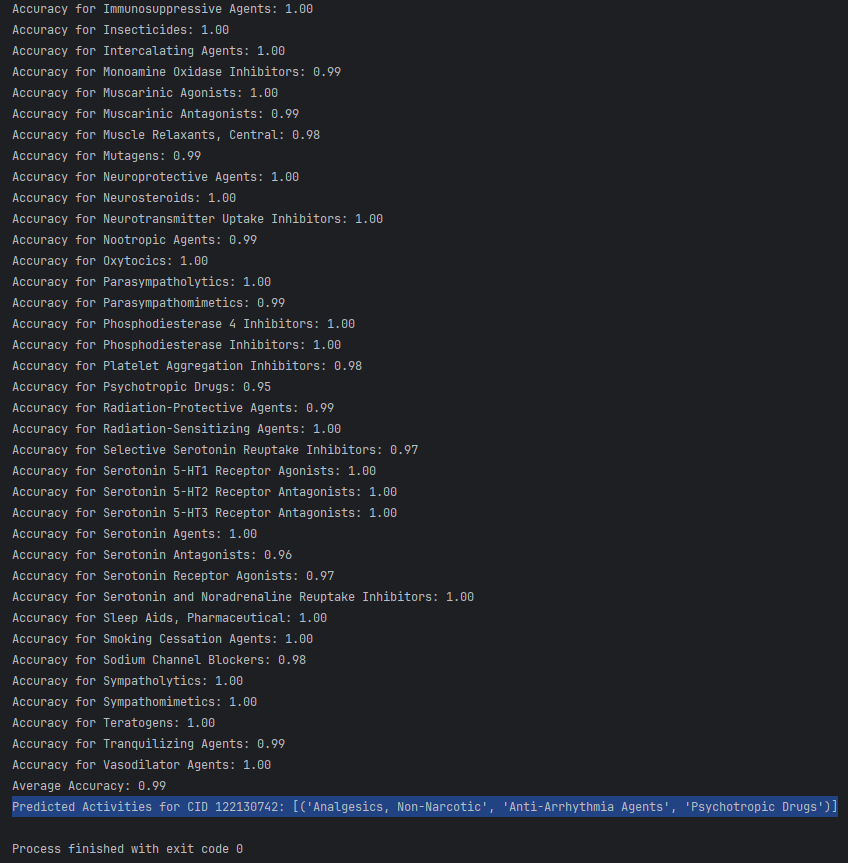 Accuracy for Immunosuppressive Agents: 1.00
Accuracy for Insecticides: 1.00
Accuracy for Intercalating Agents: 1.00
Accuracy for Monoamine Oxidase Inhibitors: 0.99
Accuracy for Muscarinic Agonists: 1.00
Accuracy for Muscarinic Antagonists: 0.99
Accuracy for Muscle Relaxants, Central: 0.98
Accuracy for Mutagens: 0.99
Accuracy for Neuroprotective Agents: 1.00
Accuracy for Neurosteroids: 1.00
Accuracy for Neurotransmitter Uptake Inhibitors: 1.00
Accuracy for Nootropic Agents: 0.99
Accuracy for Oxytocics: 1.00
Accuracy for Parasympatholytics: 1.00
Accuracy for Parasympathomimetics: 0.99
Accuracy for Phosphodiesterase 4 Inhibitors: 1.00
Accuracy for Phosphodiesterase Inhibitors: 1.00
Accuracy for Platelet Aggregation Inhibitors: 0.98
Accuracy for Psychotropic Drugs: 0.95
Accuracy for Radiation-Protective Agents: 0.99
Accuracy for Radiation-Sensitizing Agents: 1.00
Accuracy for Selective Serotonin Reuptake Inhibitors: 0.97
Accuracy for Serotonin 5-HT1 Receptor Agonists: 1.00
Accuracy for Serotonin 5-HT2 Receptor Antagonists: 1.00
Accuracy for Serotonin 5-HT3 Receptor Antagonists: 1.00
Accuracy for Serotonin Agents: 1.00
Accuracy for Serotonin Antagonists: 0.96
Accuracy for Serotonin Receptor Agonists: 0.97
Accuracy for Serotonin and Noradrenaline Reuptake Inhibitors: 1.00
Accuracy for Sleep Aids, Pharmaceutical: 1.00
Accuracy for Smoking Cessation Agents: 1.00
Accuracy for Sodium Channel Blockers: 0.98
Accuracy for Sympatholytics: 1.00
Accuracy for Sympathomimetics: 1.00
Accuracy for Teratogens: 1.00
Accuracy for Tranquilizing Agents: 0.99
Accuracy for Vasodilator Agents: 1.00
Average Accuracy: 0.99
Predicted Activities for CID 122130742: [('Analgesics, Non-Narcotic', 'Anti-Arrhythmia Agents', 'Psychotropic Drugs')]
Process finished with exit code 0